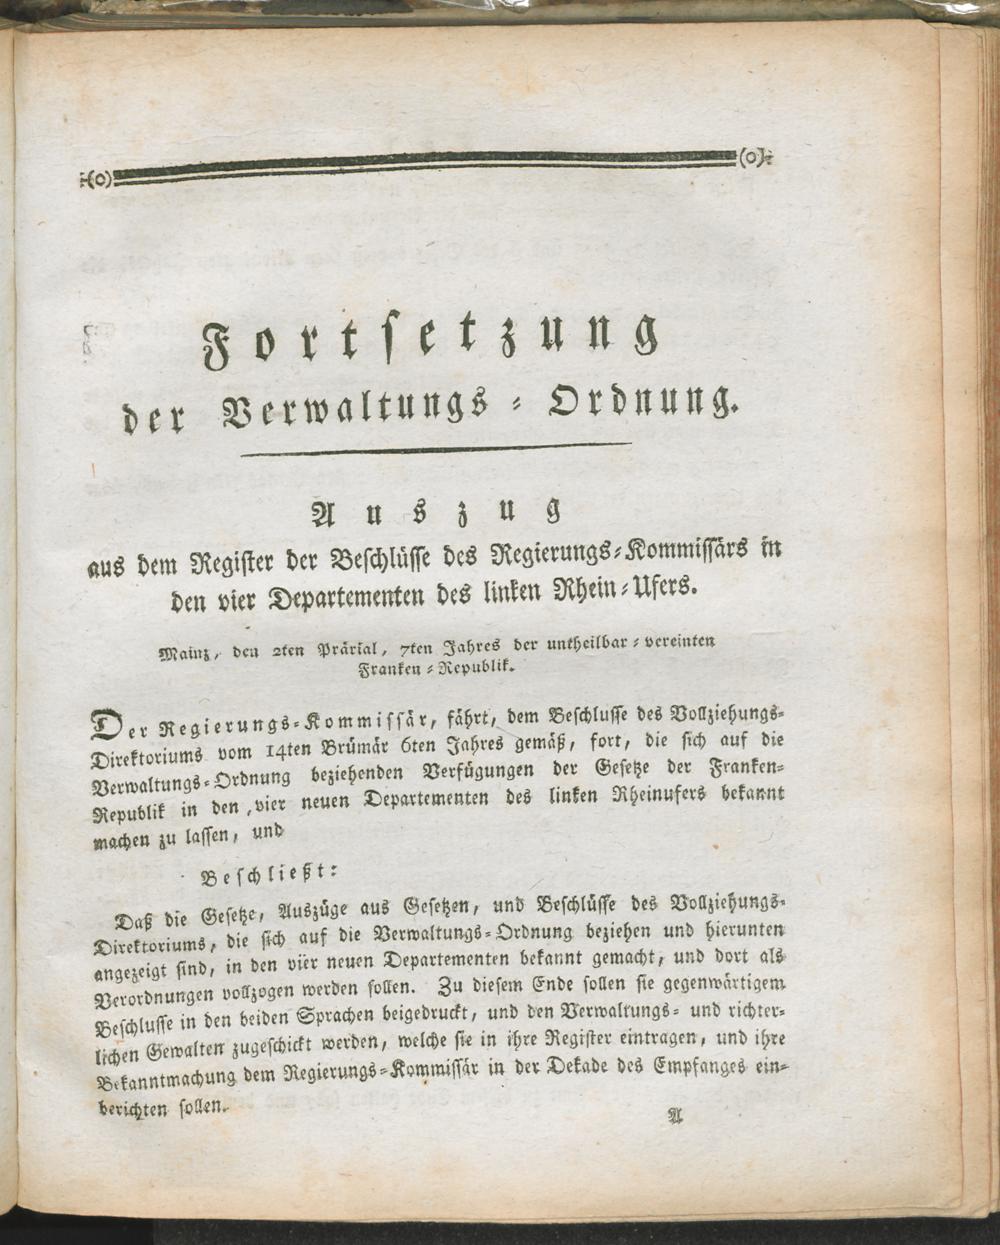 Fortsetzung
der Verwaltungs-Ordnung.
Auszug
aus dem Register der Beschlüsse des Regierungs-Kommissärs in
den vier Departementen des linken Rhein-Ufers.
Mainz, den 2ten Prärial, 7ten Jahres der untheilbar-vereinten
Franken-Republik.
Der Regierungs-Kommissär, fährt, dem Beschlusse des Vollziehungs-
Direktoriums vom 14ten Brümär 6ten Jahres gemäß, fort, die sich auf die
Verwaltungs-Ordnung beziehenden Verfügungen der Gesetze der Franken-
Republik in den vier neuen Departementen des linken Rheinufers bekannt
machen zu lassen, und
Beschließt:
Daß die Gesetze, Auszüge aus Gesetzen, und Beschlüsse des Vollziehungs-
Direktoriums, die sich auf die Verwaltungs-Ordnung beziehen und hierunten
angezeigt sind, in den vier neuen Departementen bekannt gemacht, und dort als
Verordnungen vollzogen werden sollen. Zu diesem Ende sollen sie gegenwärtigem
Beschlusse in den beiden Sprachen beigedruckt, und den Verwaltungs- und richter-
lichen Gewalten zugeschickt werden, welche sie in ihre Register eintragen, und ihre
Bekanntmachung dem Regierungs-Kommissär in der Dekade des Empfanges ein-
berichten sollen.
A